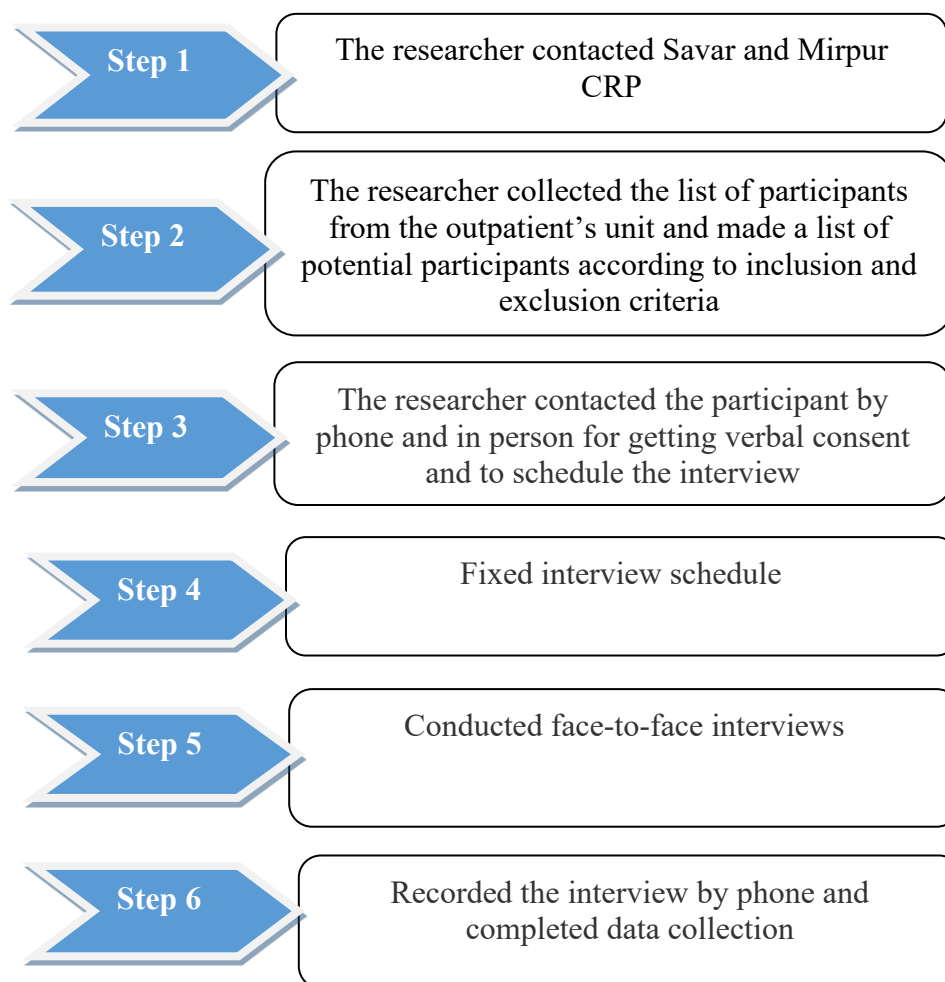 Step 1
The researcher contacted Savar and Mirpur
CRP
Step 2
The researcher collected the list of participants
from the outpatient’s unit and made a list of
potential participants according to inclusion and
exclusion criteria
Step 3
The researcher contacted the participant by
phone and in person for getting verbal consent
and to schedule the interview
Step 4
Fixed interview schedule
Step 5
Conducted face-to-face interviews
Step 6
Recorded the interview by phone and
completed data collection